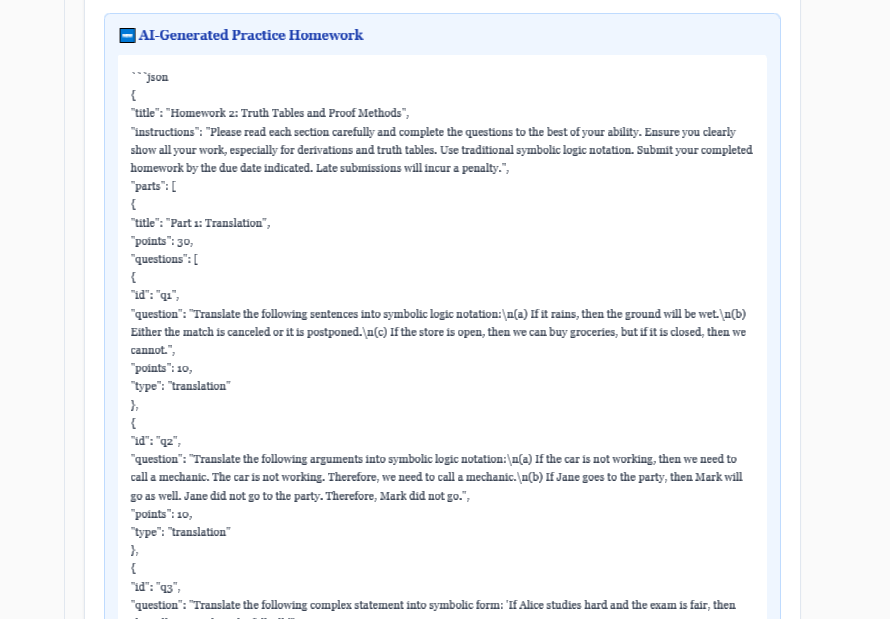 AI-Generated Practice Homework
```json
{
"title": "Homework 2: Truth Tables and Proof Methods",
"instructions": "Please read each section carefully and complete the questions to the best of your ability. Ensure you clearly
show all your work, especially for derivations and truth tables. Use traditional symbolic logic notation. Submit your completed
homework by the due date indicated. Late submissions will incur a penalty.",
"parts": [
{
"title": "Part 1: Translation",
"points": 30,
"questions": [
{
"id": "q1",
"question": "Translate the following sentences into symbolic logic notation:\n(a) If it rains, then the ground will be wet.\n(b)
Either the match is canceled or it is postponed.\n(c) If the store is open, then we can buy groceries, but if it is closed, then we
cannot.",
"points": 10,
"type": "translation"
},
{
"id": "q2",
"question": "Translate the following arguments into symbolic logic notation:\n(a) If the car is not working, then we need to
call a mechanic. The car is not working. Therefore, we need to call a mechanic.\n(b) If Jane goes to the party, then Mark will
go as well. Jane did not go to the party. Therefore, Mark did not go.",
"points": 10,
"type": "translation"
},
{
"id": "q3",
"question": "Translate the following complex statement into symbolic form: 'If Alice studies hard and the exam is fair, then